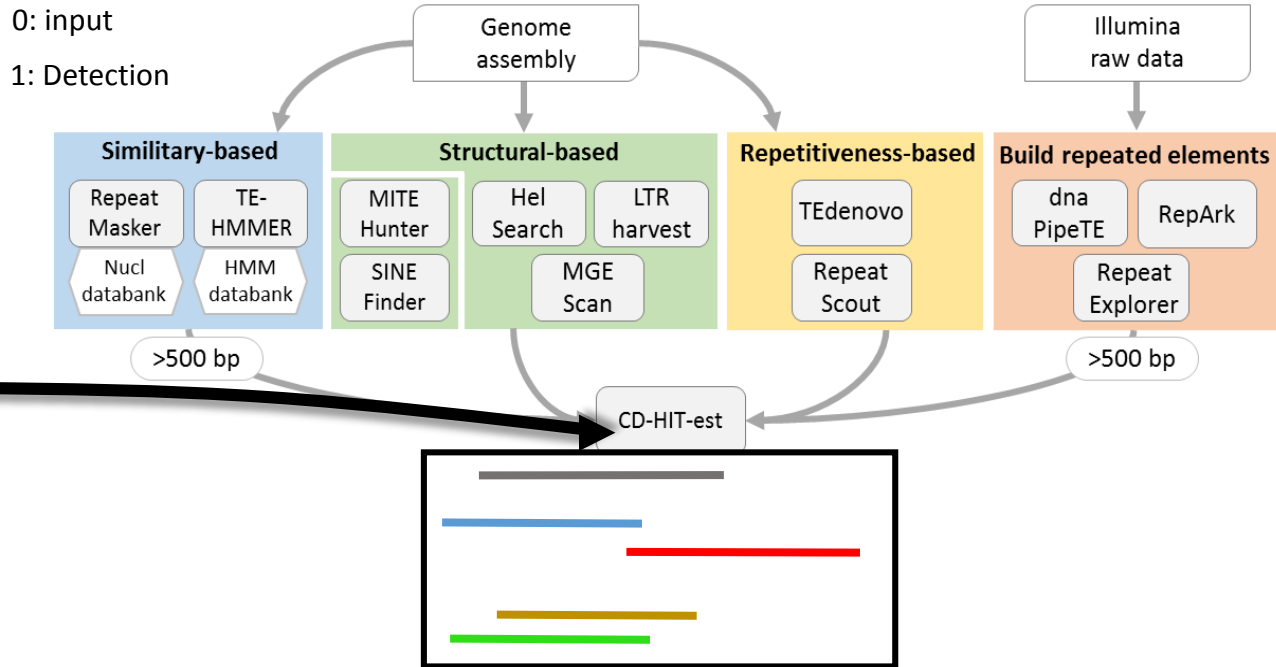 0: input
1: Detection
Genome
assembly
Illumina
raw data
Similitary-based
Repeat
Masker
TE-
HMMER
Nucl
databank
HMM
databank
Structural-based
MITE
Hunter
SINE
Finder
Hel
Search
LTR
harvest
MGE
Scan
Repetitiveness-based
TEdenovo
Repeat
Scout
Build repeated elements
dna
PipeTE
RepArk
Repeat
Explorer
>500 bp
>500 bp
CD-HIT-est